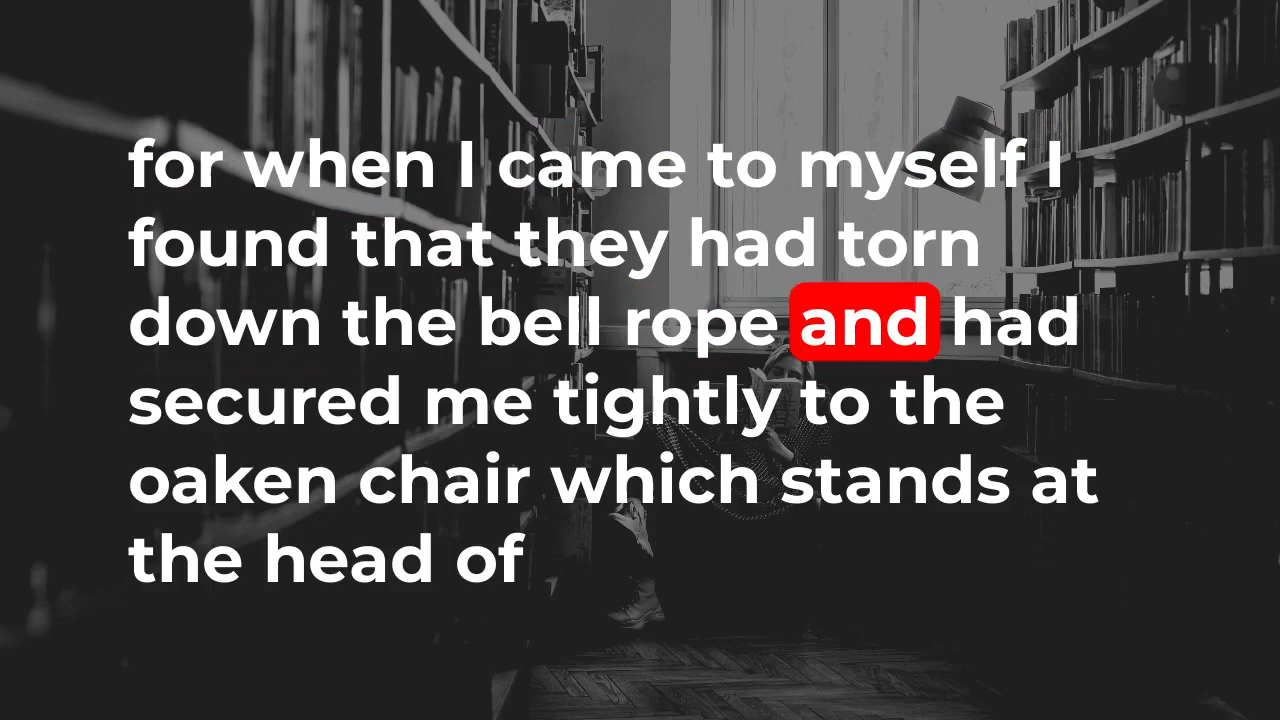 for when I came to myself I
found that they had torn
down the bell rope and had
secured me tightly to the
oaken chair which stands at
the head of